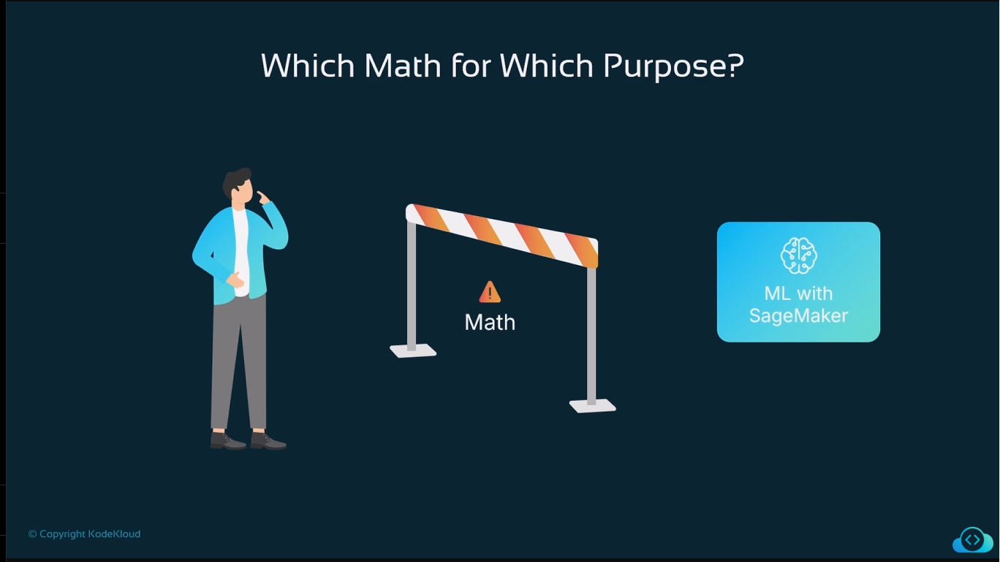 Which Math for Which Purpose?
Math
ML with
SageMaker
© Copyright KodeKloud